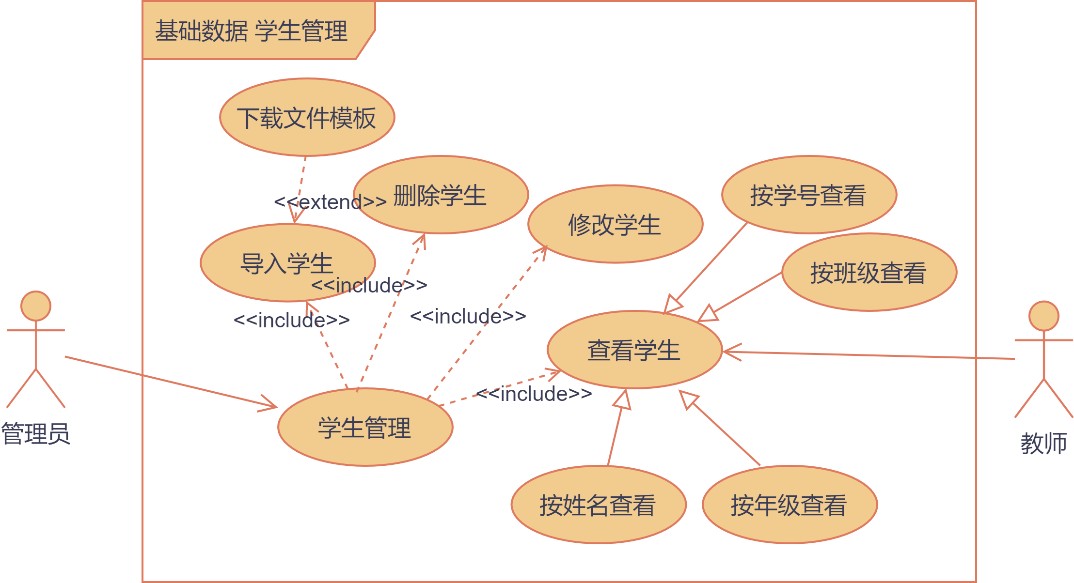 基础数据 学生管理
下载文件模板
删除学生
<<extend>>
修改学生
按学号查看
导入学生
按班级查看
<<include>>
<<include>>
<<include>>
查看学生
<<include>>
学生管理
管理员
教师
按姓名查看
按年级查看